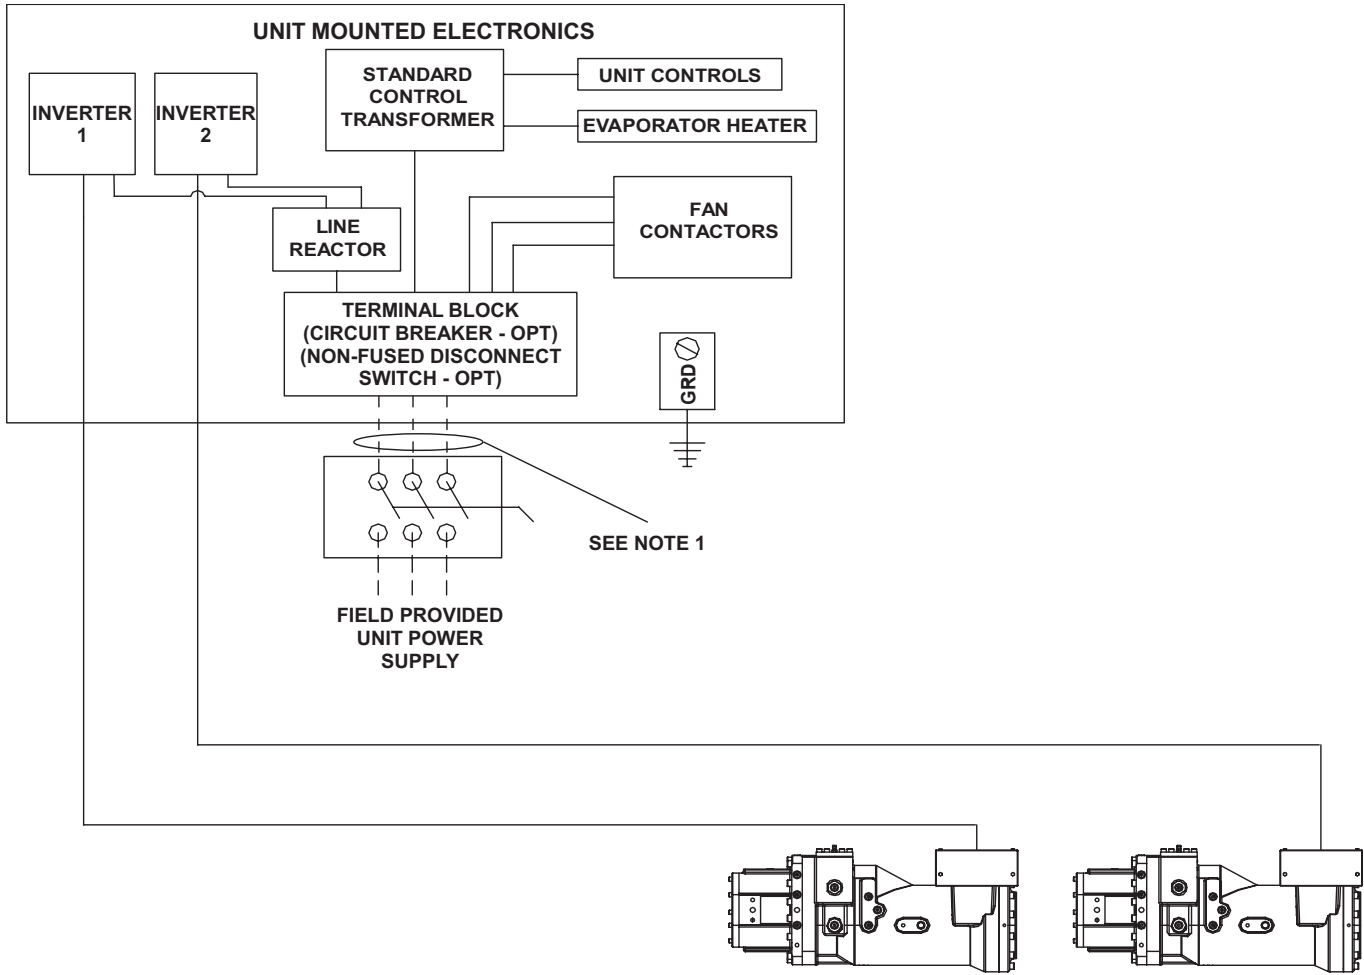 UNIT MOUNTED ELECTRONICS
INVERTER
1
INVERTER
2
STANDARD
CONTROL
TRANSFORMER
UNIT CONTROLS
EVAPORATOR HEATER
FAN
CONTACTORS
LINE
REACTOR
TERMINAL BLOCK
(CIRCUIT BREAKER - OPT)
(NON-FUSED DISCONNECT
SWITCH - OPT)
GRD
SEE NOTE 1
FIELD PROVIDED
UNIT POWER
SUPPLY